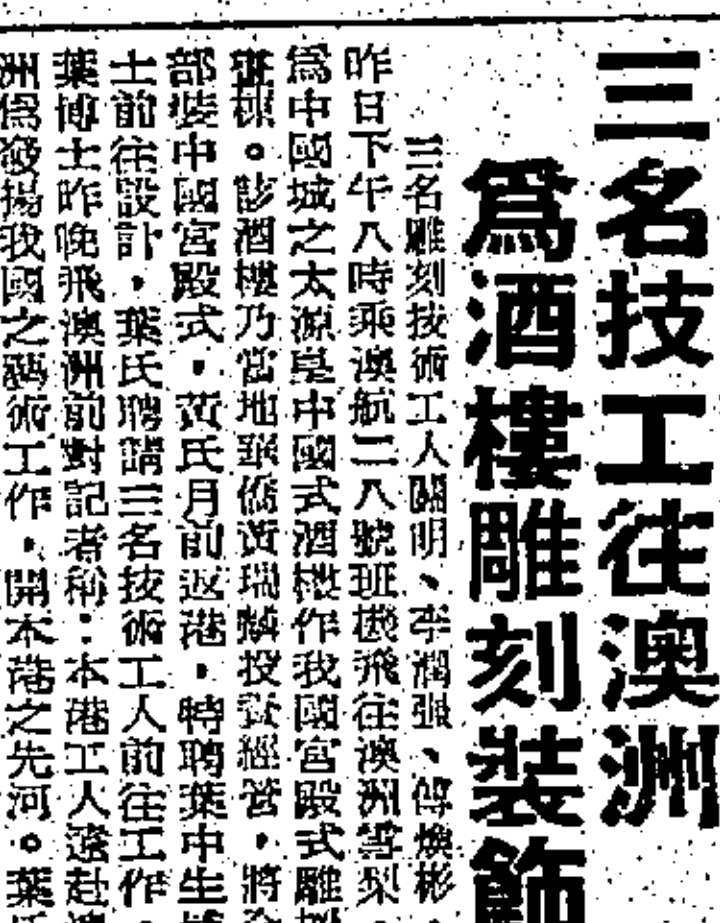 三名技工往澳洲
爲酒樓雕刻裝飾
三名雕刻技術工人關明、李潤強、傅煥彬、
昨日下午八時乘澳航二八號班機飛往澳洲雪梨，
爲中國城之太源皇中國式酒樓作我國宮殿式雕
。該酒樓乃當地華僑黃瑞麟投資經營，將
部裝中國宮殿式，黃氏月前返港，特聘葉中生博
士前往設計，葉氏聘請三名技術工人前往工作，
葉博士昨晚飛澳洲前對記者稱：本港工人遠赴澳
洲爲發揚我國之藝術工作，開本港之先河。葉